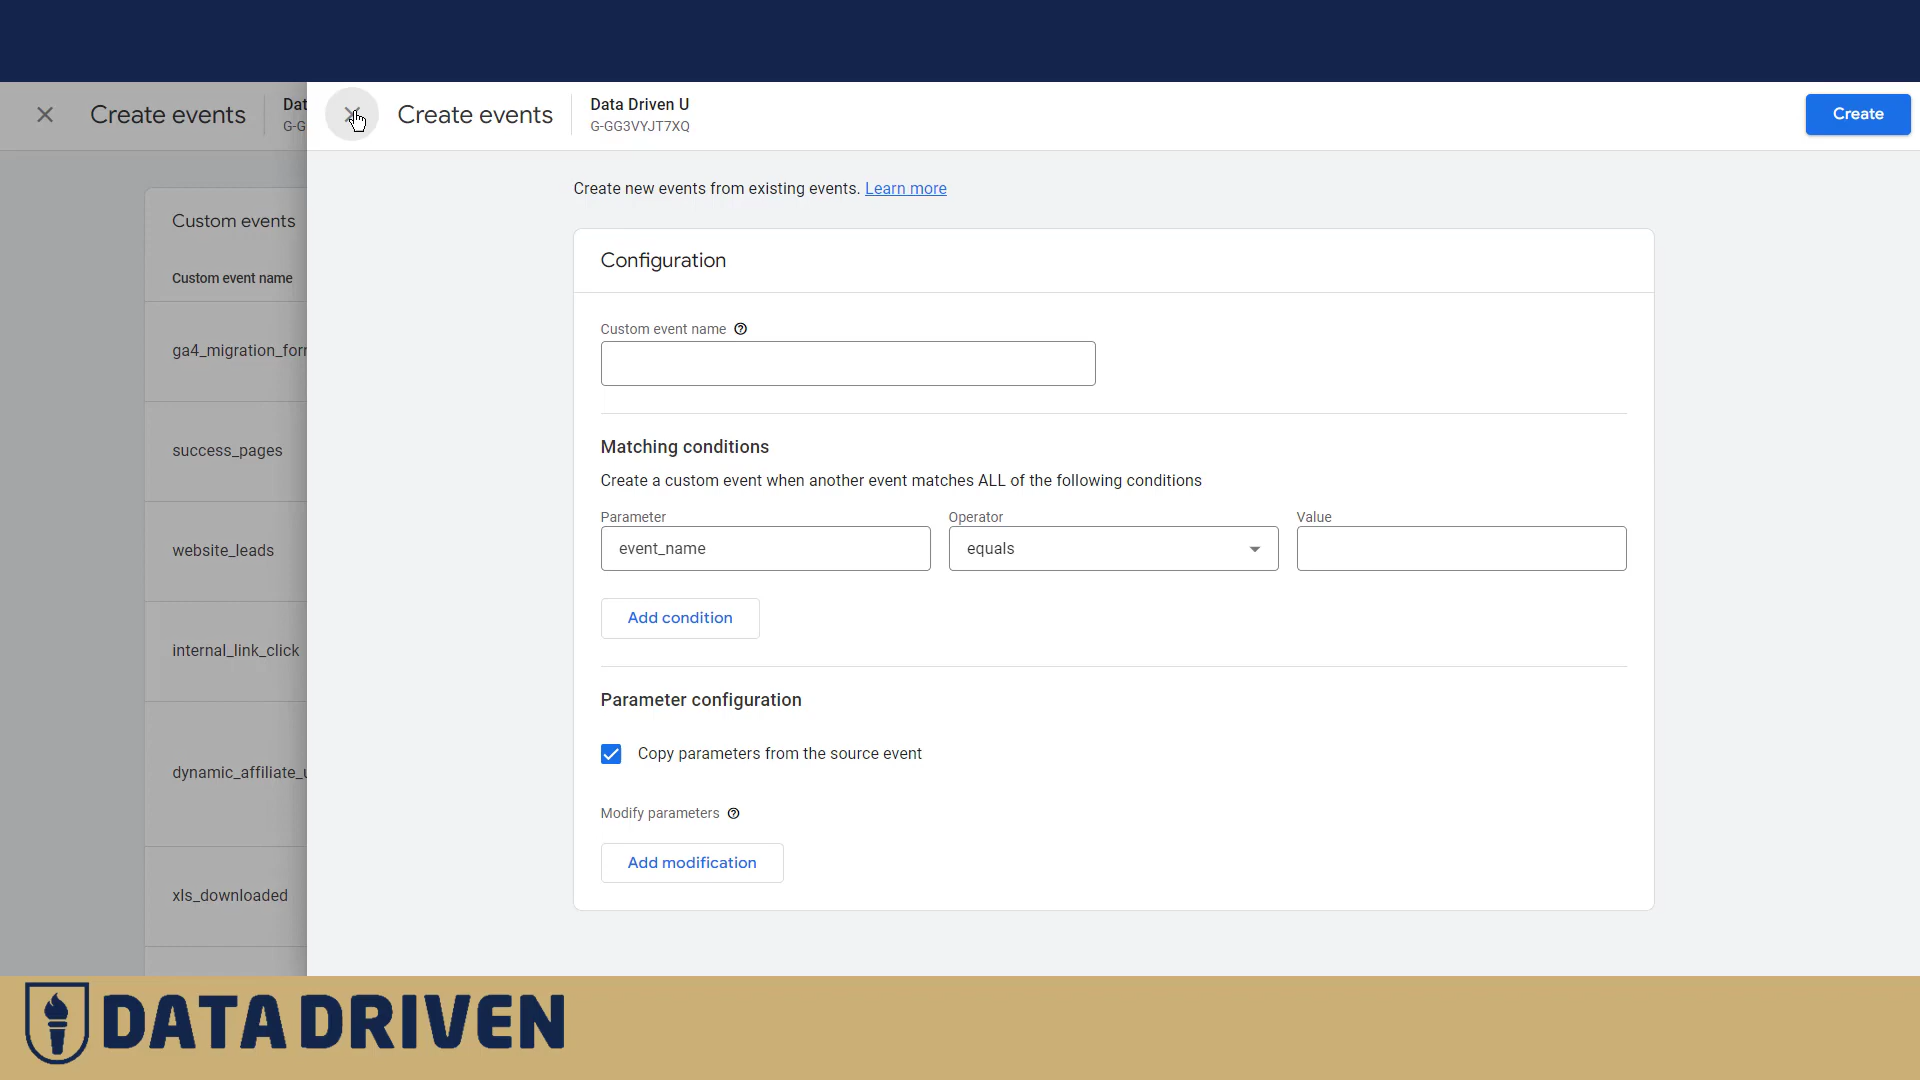 Create events
Dat
G-G
Custom events
Custom event name
ga4_migration_for
success_pages
website_leads
internal_link_click
dynamic_affiliate_
xls_downloaded
Create events
Data Driven U
G-GG3VYJT7XQ
Create
Create new events from existing events. Learn more
Configuration
Custom event name
Matching conditions
Create a custom event when another event matches ALL of the following conditions
Parameter Operator Value
event_name equals
Add condition
Parameter configuration
Copy parameters from the source event
Modify parameters
Add modification
DATA DRIVEN